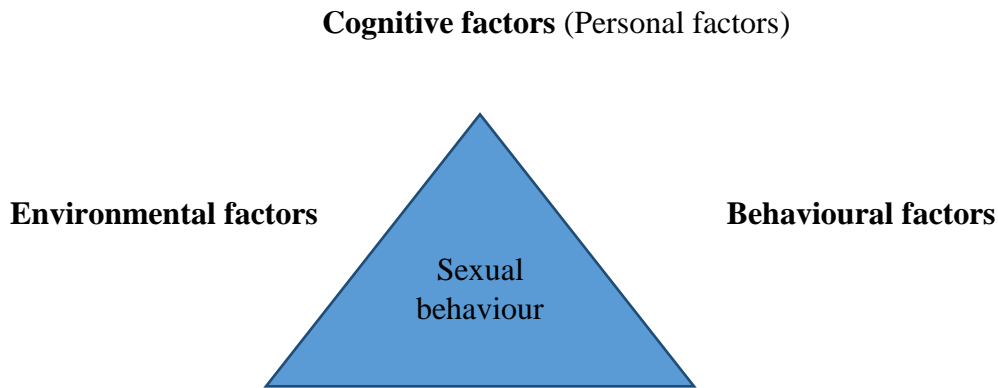 Cognitive factors (Personal factors)
Environmental factors
Behavioural factors
Sexual
behaviour